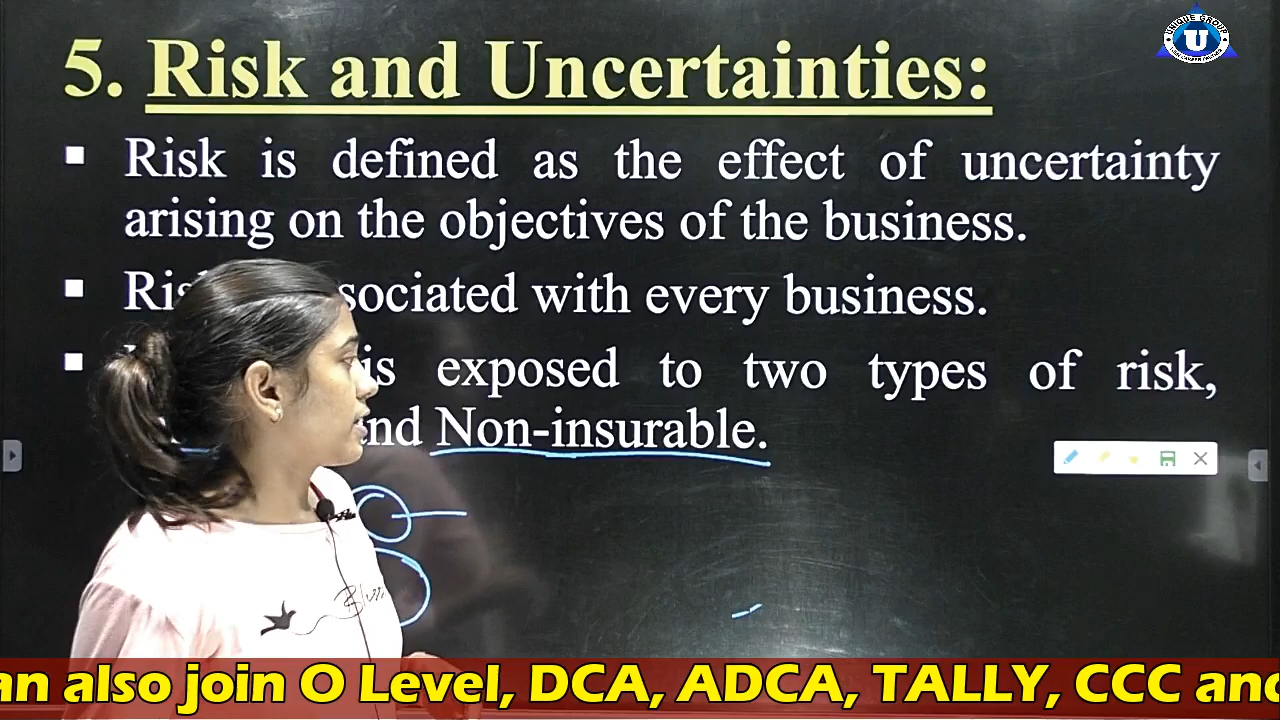 5. Risk and Uncertainties:
▪ Risk is defined as the effect of uncertainty
arising on the objectives of the business.
▪ sociated with every business.
▪ is exposed to two types of risk,
Non-insurable.
UNIQUE GROUP
U
an also join O Level, DCA, ADCA, TALLY, CCC and